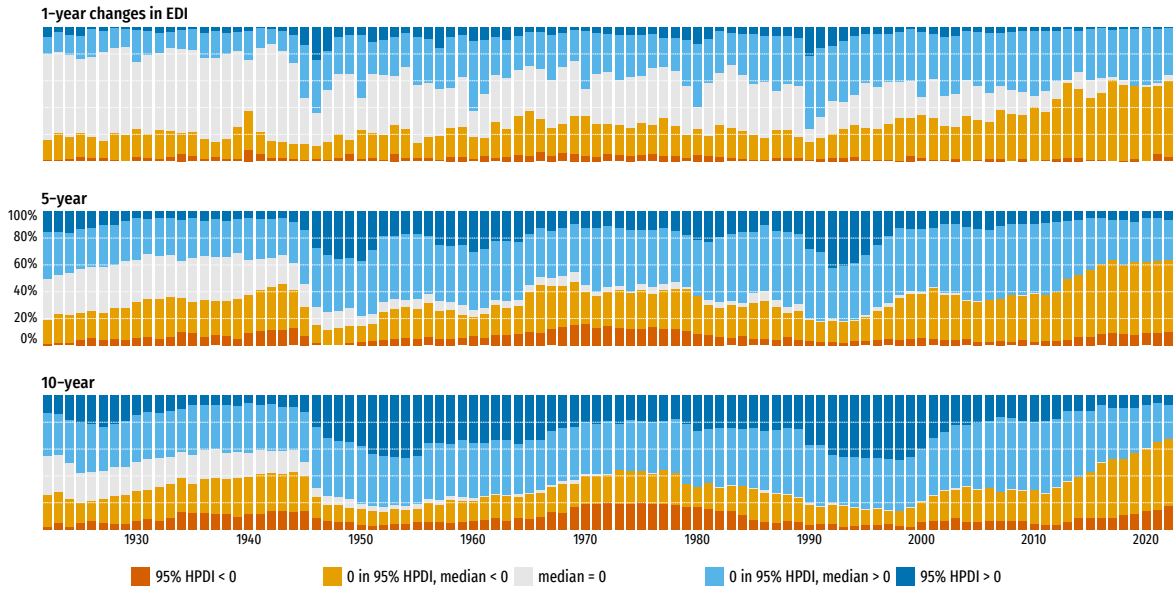 1–year changes in EDI
5–year
100%
80%
60%
40%
20%
0%
10–year
1930 1940 1950 1960 1970 1980 1990 2000 2010 2020
95% HPDI < 0 0 in 95% HPDI, median < 0 median = 0 0 in 95% HPDI, median > 0 95% HPDI > 0